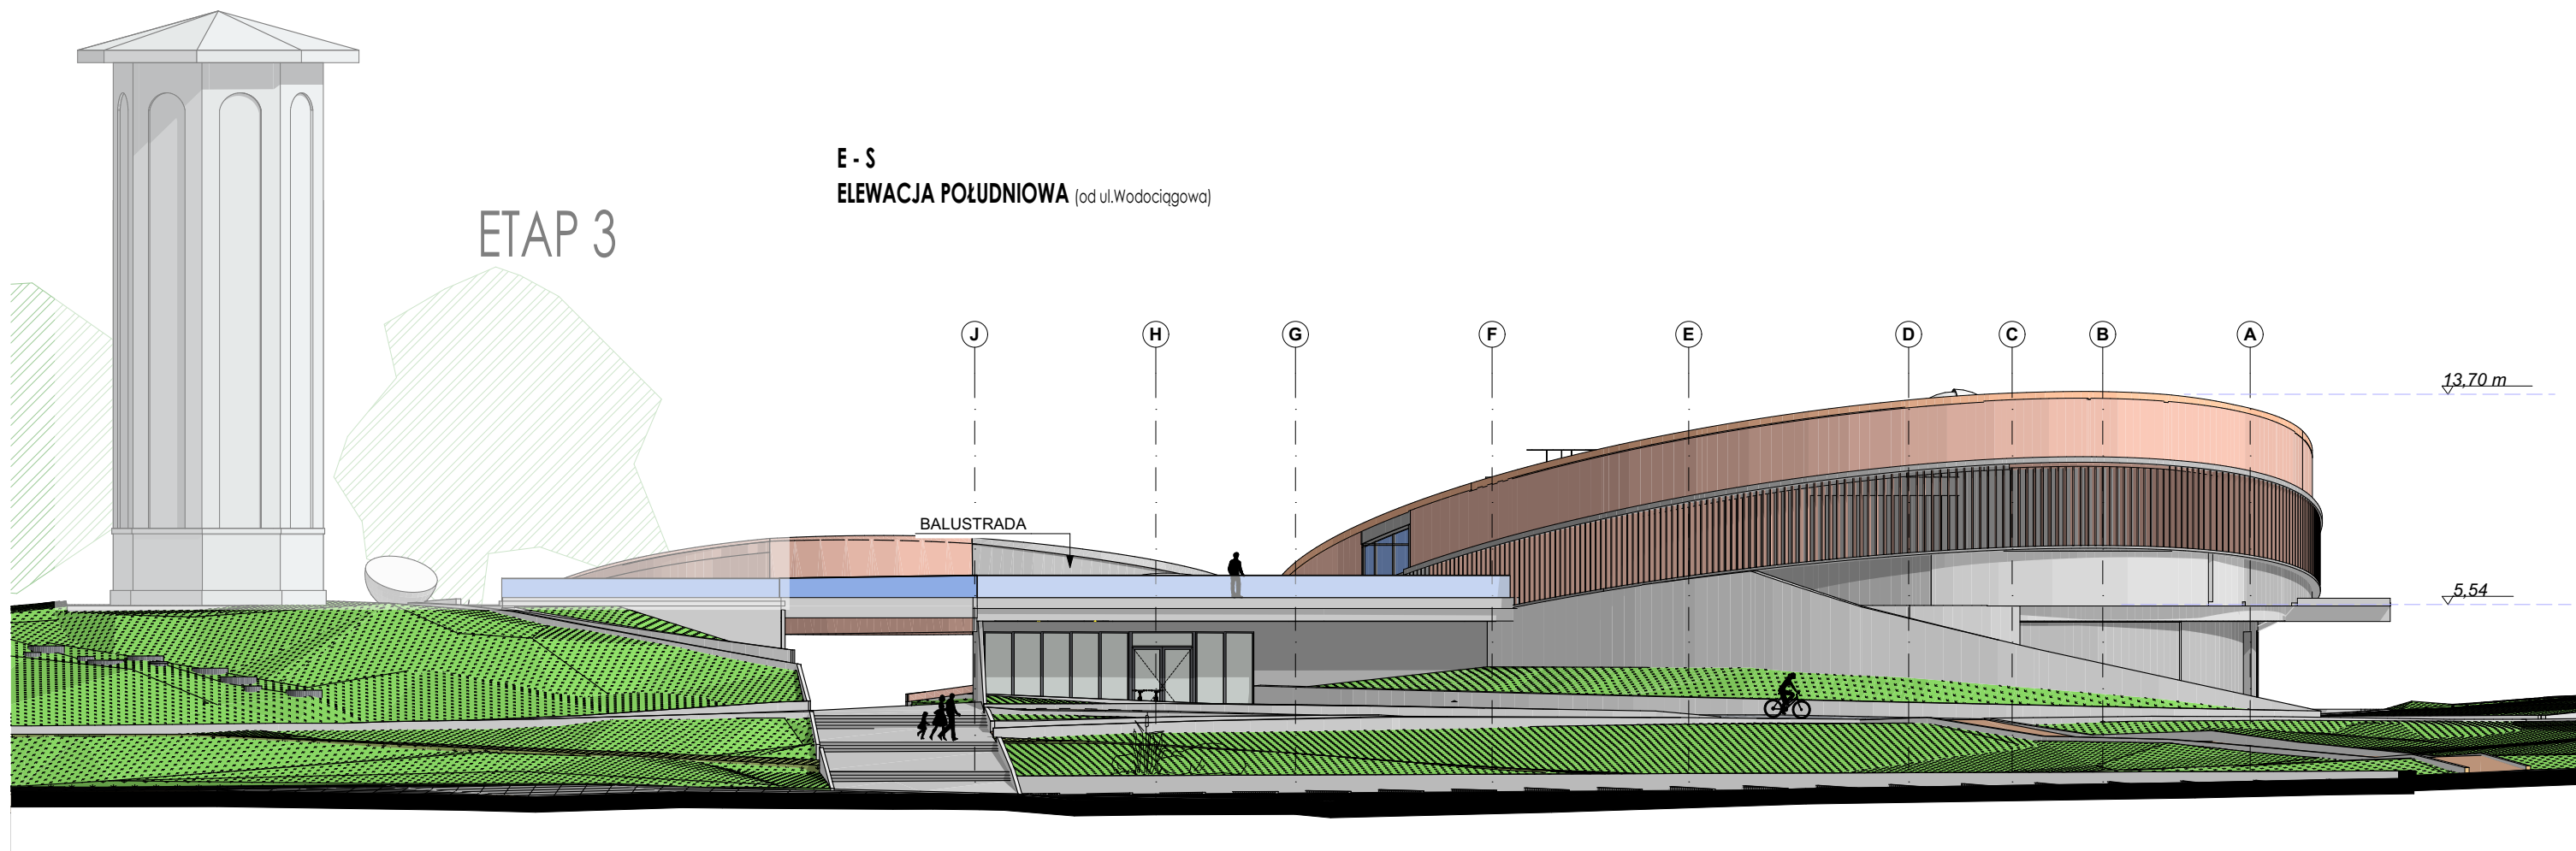 E - S
ELEWACJA POŁUDNIOWA (od ul.Wodociągowa)
ETAP 3
J H G F E D C B A
13,70 m
BALUSTRADA
5,54